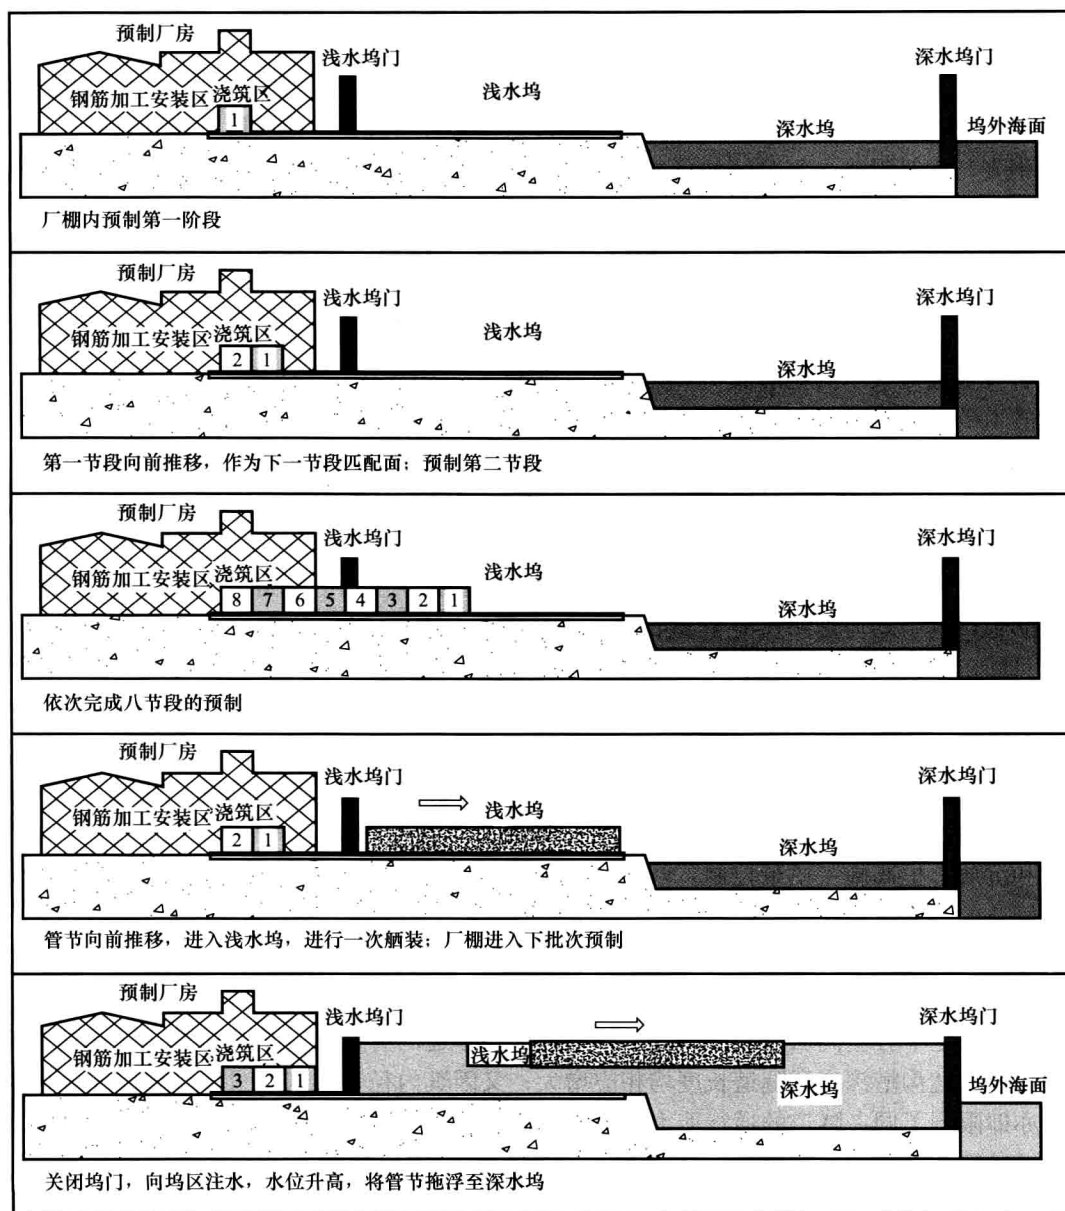 预制厂房
钢筋加工安装区 浇筑区 浅水坞门 浅水坞 深水坞门
1 深水坞 坞外海面
厂棚内预制第一阶段
预制厂房
钢筋加工安装区 浇筑区 浅水坞门 浅水坞 深水坞门
2 1 深水坞
第一节段向前推移，作为下一节段匹配面；预制第二节段
预制厂房
钢筋加工安装区 浇筑区 浅水坞门 浅水坞 深水坞门
8 7 6 5 4 3 2 1 深水坞
依次完成八节段的预制
预制厂房
钢筋加工安装区 浇筑区 浅水坞门 浅水坞 深水坞门
2 1 深水坞
管节向前推移，进入浅水坞，进行一次舾装；厂棚进入下批次预制
预制厂房
钢筋加工安装区 浇筑区 浅水坞门 浅水坞 深水坞门
3 2 1 深水坞 坞外海面
关闭坞门，向坞区注水，水位升高，将管节拖浮至深水坞